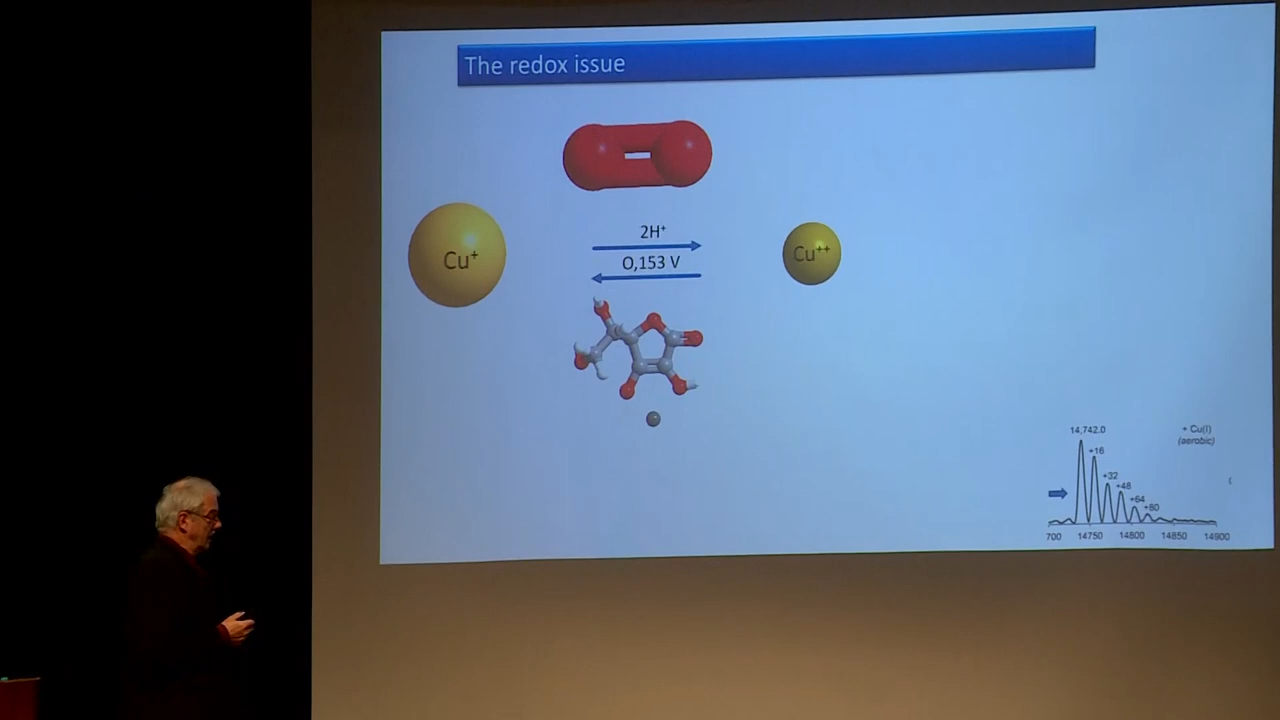 The redox issue
2H⁺
Cu⁺
Cu⁺⁺
0,153 V
14,742.0
+ Cu(I)
(aerobic)
+16
+32
+48
+64
+80
700 14750 14800 14850 14900